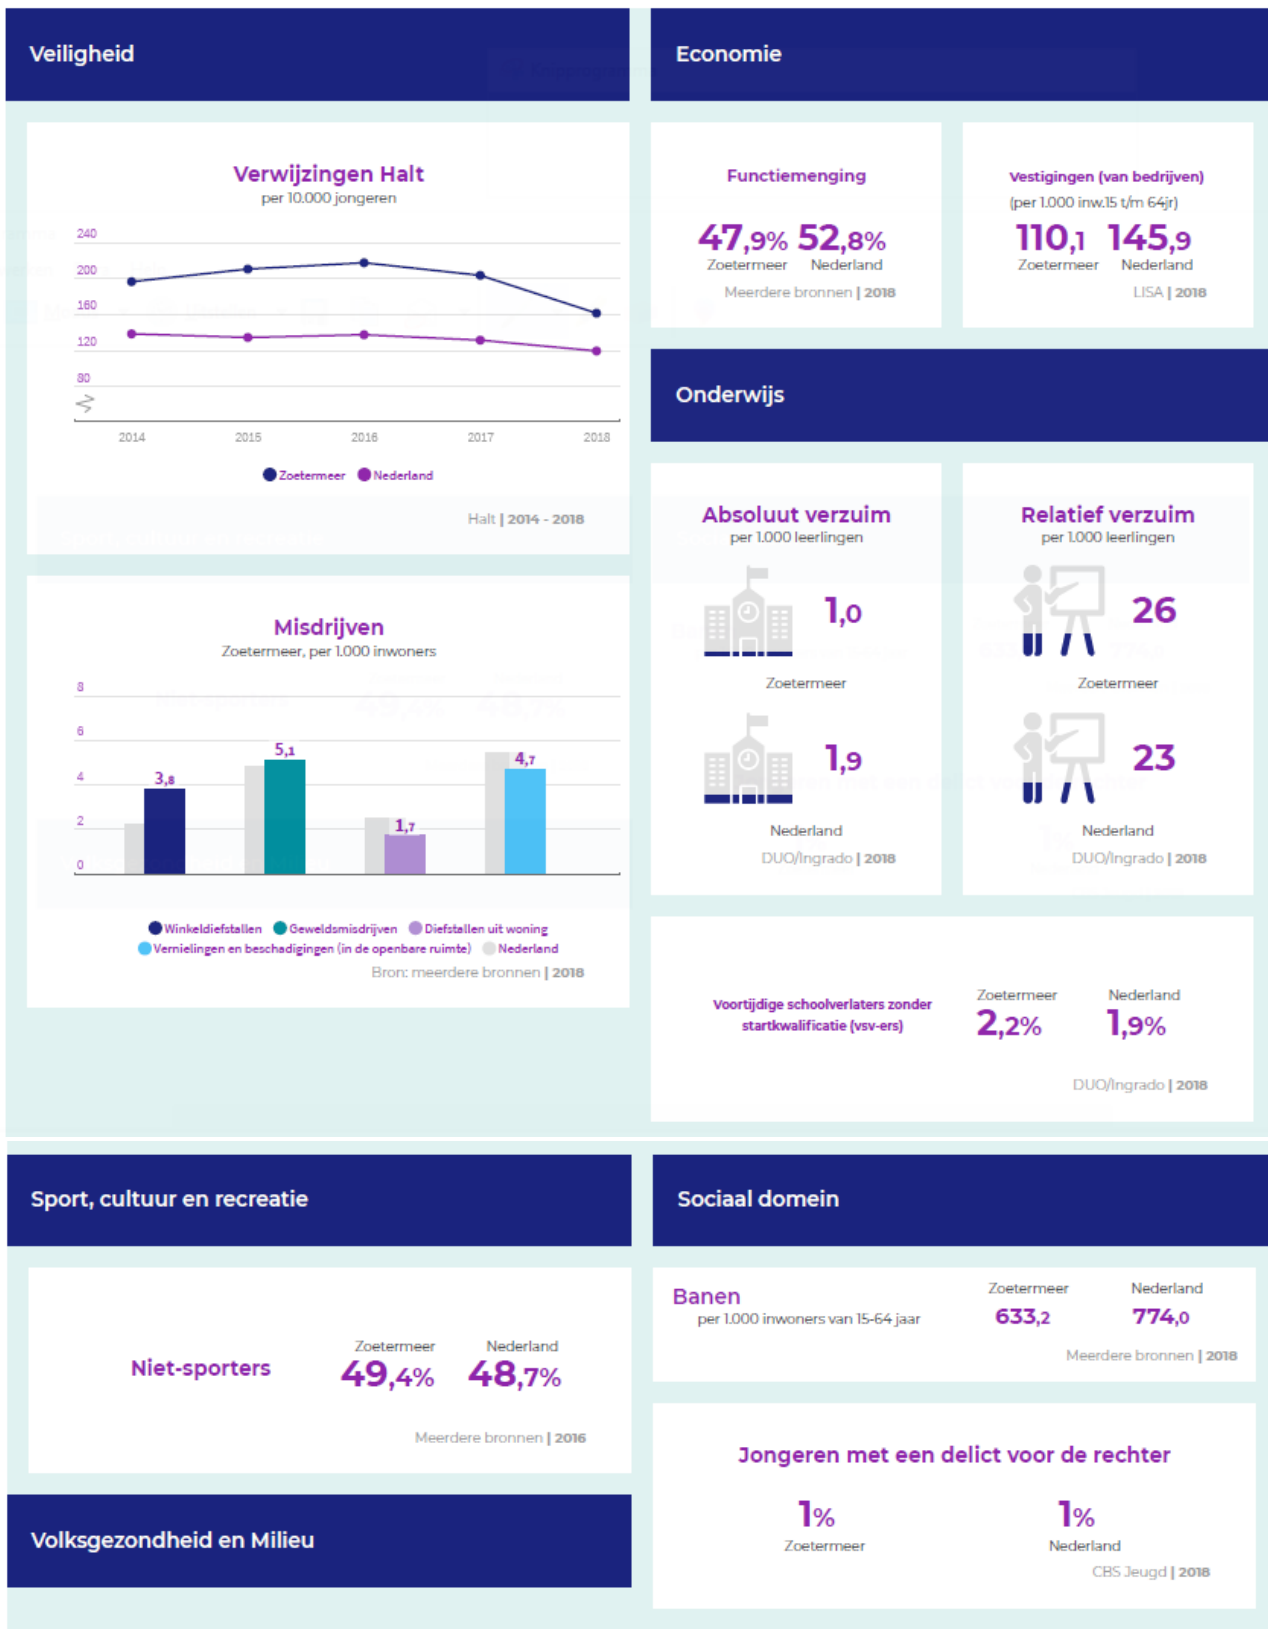 Veiligheid
Verwijzingen Halt
per 10.000 jongeren
240
200
160
120
80
2014 2015 2016 2017 2018
Zoetermeer Nederland
Halt | 2014 - 2018
Misdrijven
Zoetermeer, per 1.000 inwoners
8
6
4
2
0
3,8
5,1
1,7
4,7
Winkeldiefstallen Geweldsmisdrijven Diefstallen uit woning
Vernielingen en beschadigingen (in de openbare ruimte) Nederland
Bron: meerdere bronnen | 2018
Economie
Functiemenging
47,9% 52,8%
Zoetermeer Nederland
Meerdere bronnen | 2018
Vestigingen (van bedrijven)
(per 1.000 inw.15 t/m 64jr)
110,1 145,9
Zoetermeer Nederland
LISA | 2018
Onderwijs
Absoluut verzuim
per 1.000 leerlingen
1,0
Zoetermeer
1,9
Nederland
DUO/Ingrado | 2018
Relatief verzuim
per 1.000 leerlingen
26
Zoetermeer
23
Nederland
DUO/Ingrado | 2018
Voortijdige schoolverlaters zonder
startkwalificatie (vsv-ers)
Zoetermeer Nederland
2,2% 1,9%
DUO/Ingrado | 2018
Sport, cultuur en recreatie
Niet-sporters
Zoetermeer Nederland
49,4% 48,7%
Meerdere bronnen | 2016
Volksgezondheid en Milieu
Sociaal domein
Banen
per 1.000 inwoners van 15-64 jaar
Zoetermeer Nederland
633,2 774,0
Meerdere bronnen | 2018
Jongeren met een delict voor de rechter
1% 1%
Zoetermeer Nederland
CBS Jeugd | 2018